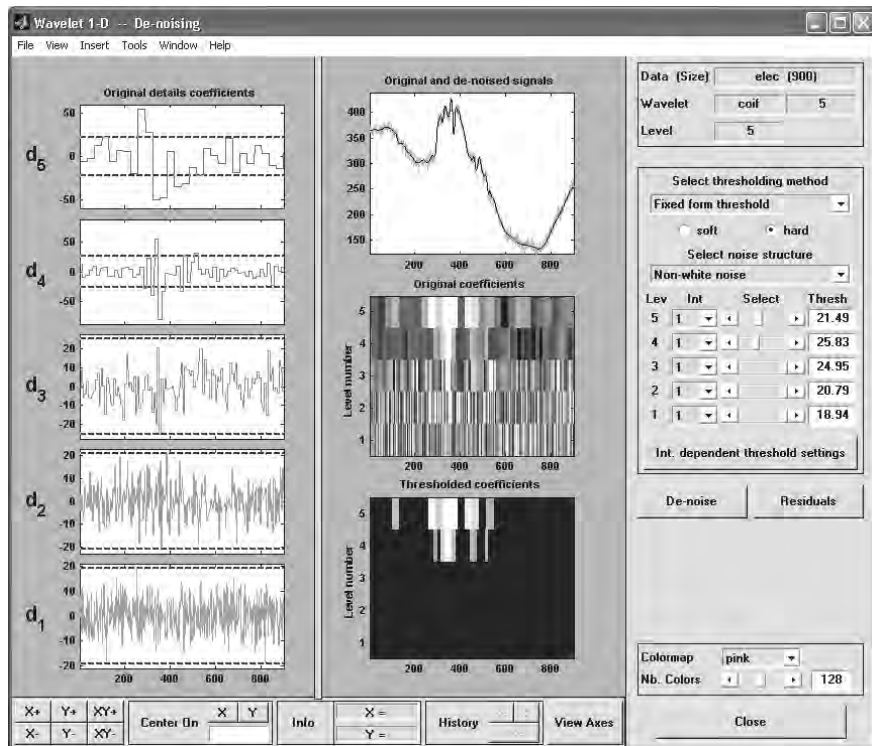 Wavelet 1-D -- De-noising
File View Insert Tools Window Help
Original details coefficients
50
0
-50
d5
50
0
-50
d4
20
10
0
-10
-20
d3
20
10
0
-10
-20
d2
20
10
0
-10
-20
d1
200 400 600 800
Original and de-noised signals
400
350
300
250
200
150
200 400 600 800
Original coefficients
Level number
5
4
3
2
1
200 400 600 800
Thresholded coefficients
Level number
5
4
3
2
1
200 400 600 800
Data (Size) elec (900)
Wavelet coif 5
Level 5
Select thresholding method
Fixed form threshold
soft hard
Select noise structure
Non-white noise
Lev Int Select Thresh
5 1 21.49
4 1 25.83
3 1 24.95
2 1 20.79
1 1 18.94
Int. dependent threshold settings
De-noise Residuals
Colormap pink
Nb. Colors 128
Close
X+ Y+ XY+
X- Y- XY-
Center On X Y
Info X =
Y =
History
View Axes